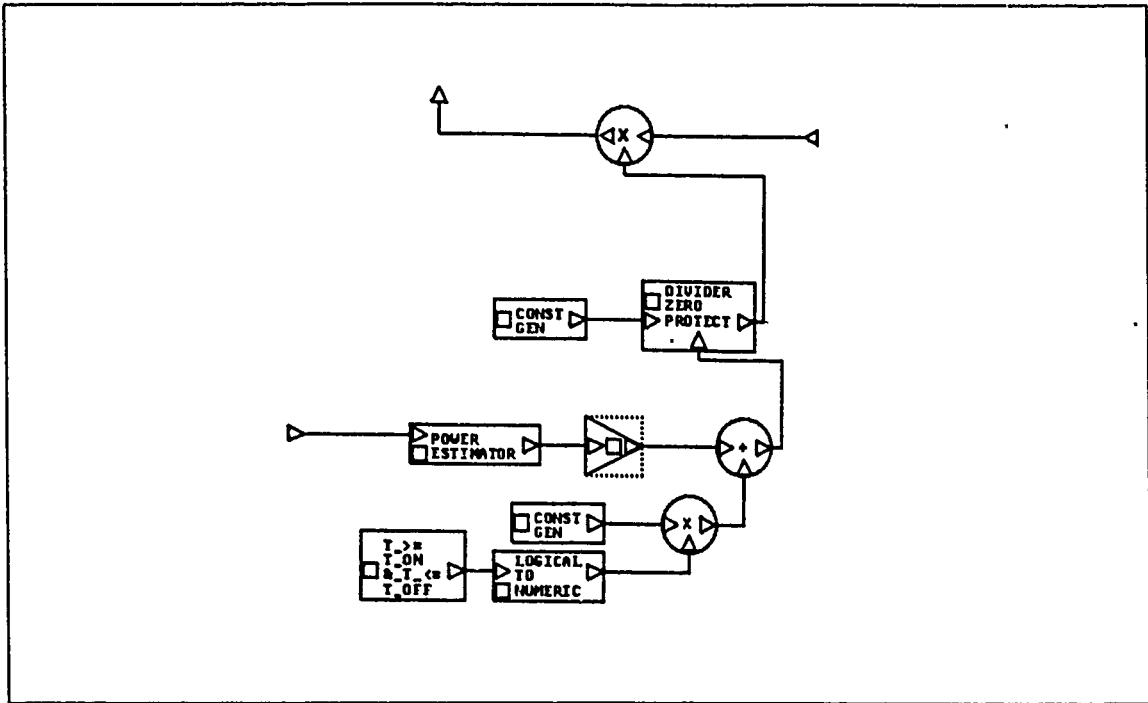 X
DIVIDER
ZERO
PROTECT
CONST
GEN
POWER
ESTIMATOR
+
CONST
GEN
X
T_>=
T_ON
&_T_<=
T_OFF
LOGICAL
TO
NUMERIC